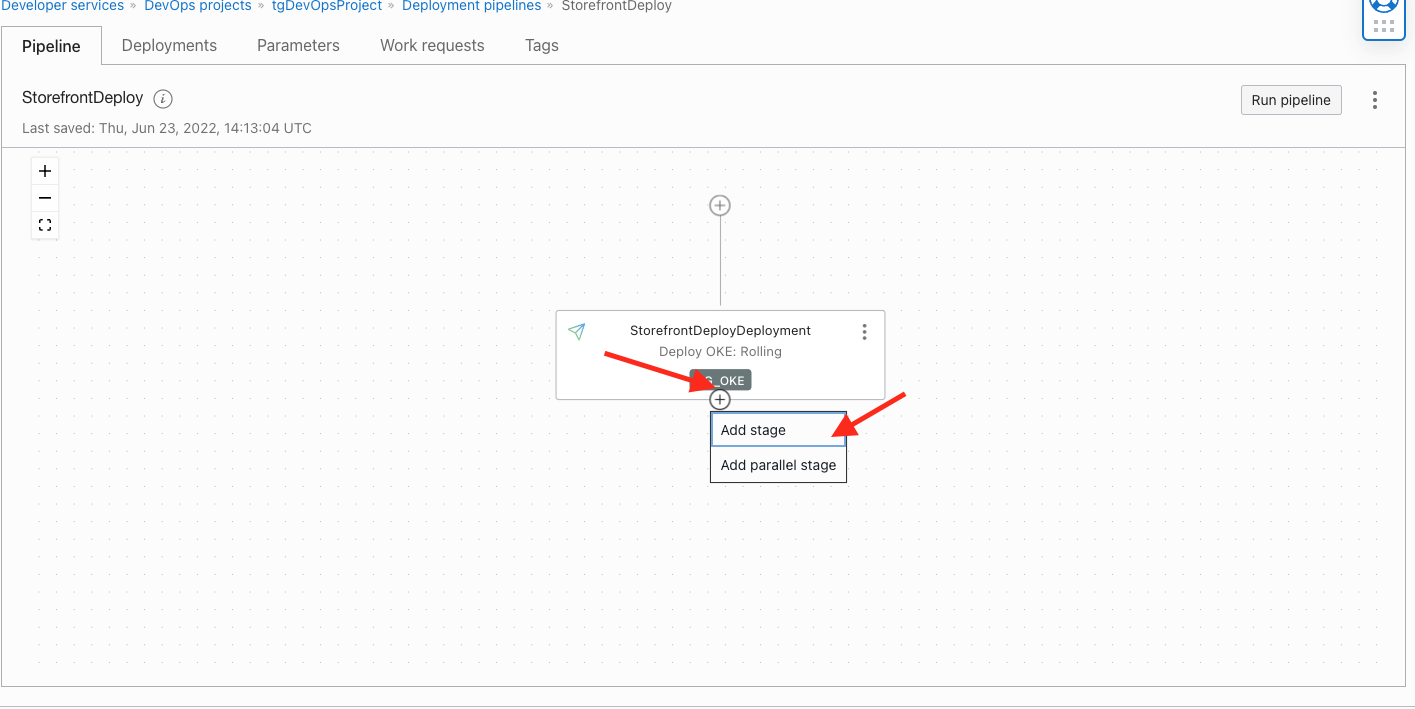 Developer services » DevOps projects » tgDevOpsProject » Deployment pipelines » StorefrontDeploy
Pipeline Deployments Parameters Work requests Tags
StorefrontDeploy i
Run pipeline
Last saved: Thu, Jun 23, 2022, 14:13:04 UTC
StorefrontDeployDeployment
Deploy OKE: Rolling
_OKE
Add stage
Add parallel stage